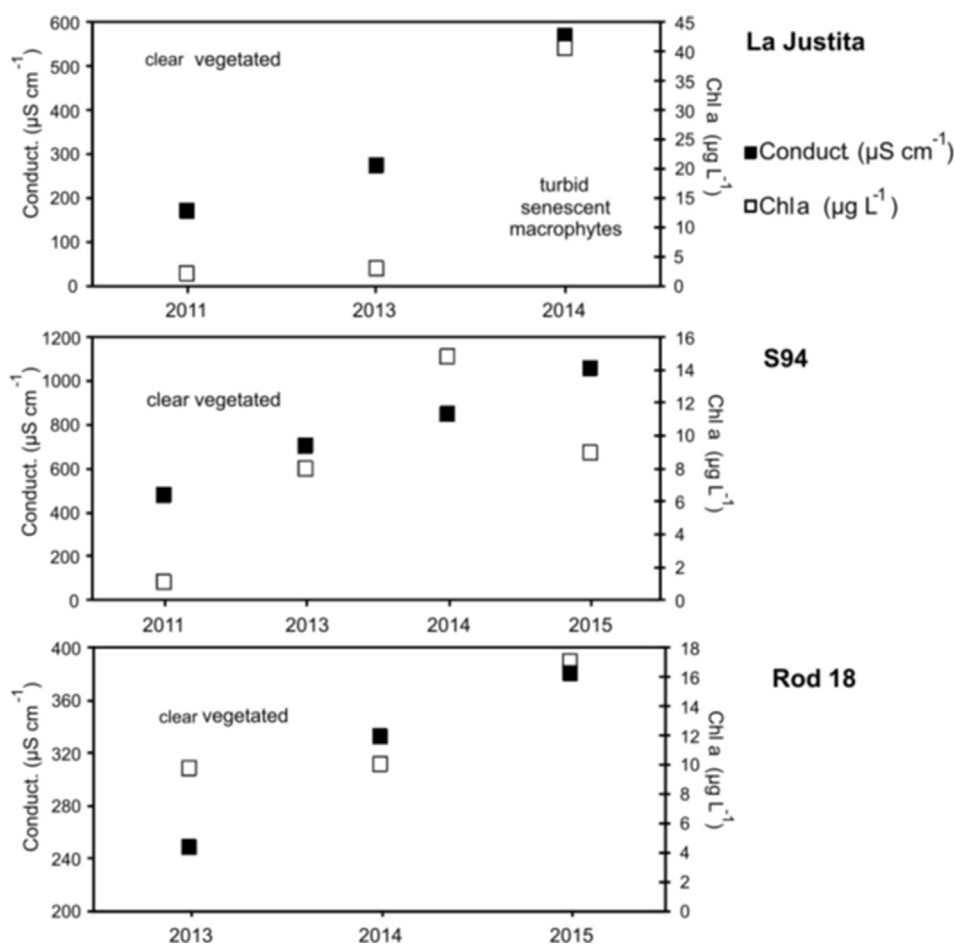 La Justita
Conduct. (µS cm-1)
600
500
400
300
200
100
0
clear vegetated
turbid
senescent
macrophytes
45
40
35
30
25
20
15
10
5
0
Chl a (µg L-1)
2011 2013 2014
■Conduct. (µS cm-1)
□Chl a (µg L-1)
S94
Conduct. (µS cm-1)
1200
1000
800
600
400
200
0
clear vegetated
16
14
12
10
8
6
4
2
0
Chl a (µg L-1)
2011 2013 2014 2015
Rod 18
Conduct. (µS cm-1)
400
360
320
280
240
200
clear vegetated
18
16
14
12
10
8
6
4
2
0
Chl a (µg L-1)
2013 2014 2015